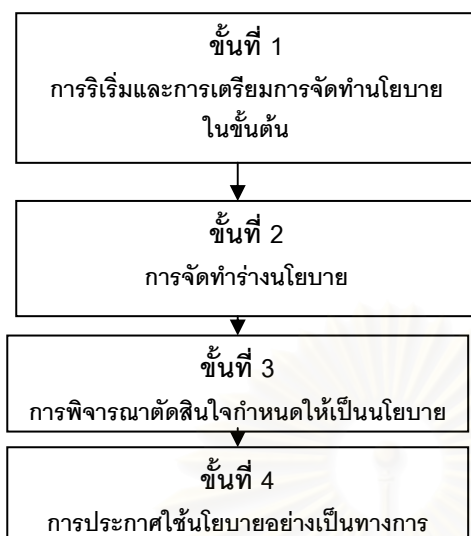 ขั้นที่ 1
การริเริ่มและการเตรียมการจัดทำนโยบาย
ในขั้นต้น
ขั้นที่ 2
การจัดทำร่างนโยบาย
ขั้นที่ 3
การพิจารณาตัดสินใจกำหนดให้เป็นนโยบาย
ขั้นที่ 4
การประกาศใช้นโยบายอย่างเป็นทางการ